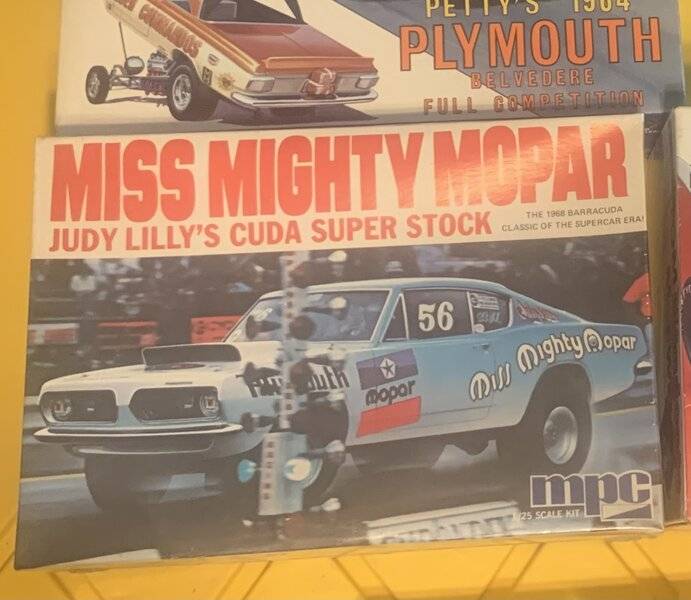 PETTY'S 1964
PLYMOUTH
BELVEDERE
FULL COMPETITION
MISS MIGHTY MOPAR
JUDY LILLY'S CUDA SUPER STOCK
THE 1968 BARRACUDA
CLASSIC OF THE SUPERCAR ERA!
56
Plymouth
Mopar
Miss Mighty Mopar
mpc
1/25 SCALE KIT